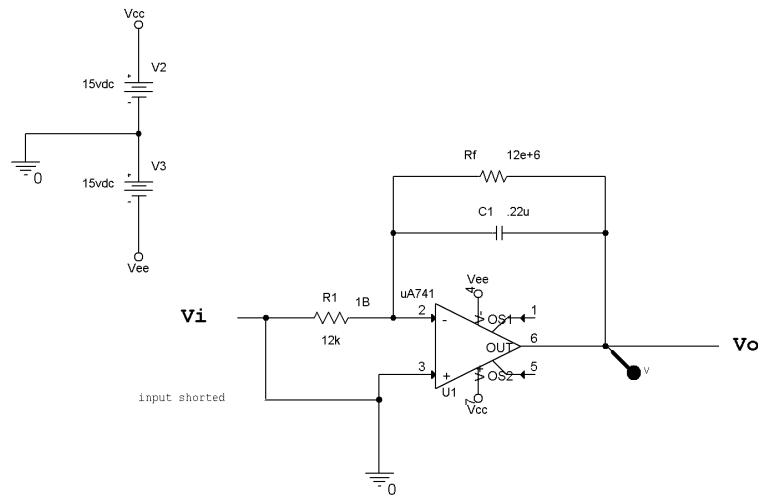 Vcc
+ V2
15vdc
-
+ V3
0
15vdc
-
Vee
Rf 12e+6
C1 .22u
Vee
4
R1 1B uA741
Vi 2 - V- OS1 1
12k OUT 6 Vo
3 + V+ OS2 5 V
U1 7
input shorted Vcc
0